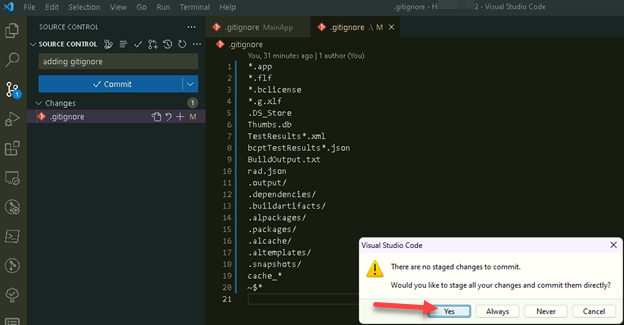 File Edit Selection View Go Run Terminal Help
.gitignore - H 2 - Visual Studio Code
SOURCE CONTROL
.gitignore MainApp
.gitignore .\ M
SOURCE CONTROL
.gitignore
adding gitignore
Commit
Changes 1
.gitignore M
1
You, 31 minutes ago | 1 author (You)
1 *.app
2 *.flf
3 *.bclicense
4 *.g.xlf
5 .DS_Store
6 Thumbs.db
7 TestResults*.xml
8 bcptTestResults*.json
9 BuildOutput.txt
10 rad.json
11 .output/
12 .dependencies/
13 .buildartifacts/
14 .alpackages/
15 .packages/
16 .alcache/
17 .altemplates/
18 .snapshots/
19 cache_*
20 ~$*
21
Visual Studio Code
There are no staged changes to commit.
Would you like to stage all your changes and commit them directly?
Yes Always Never Cancel